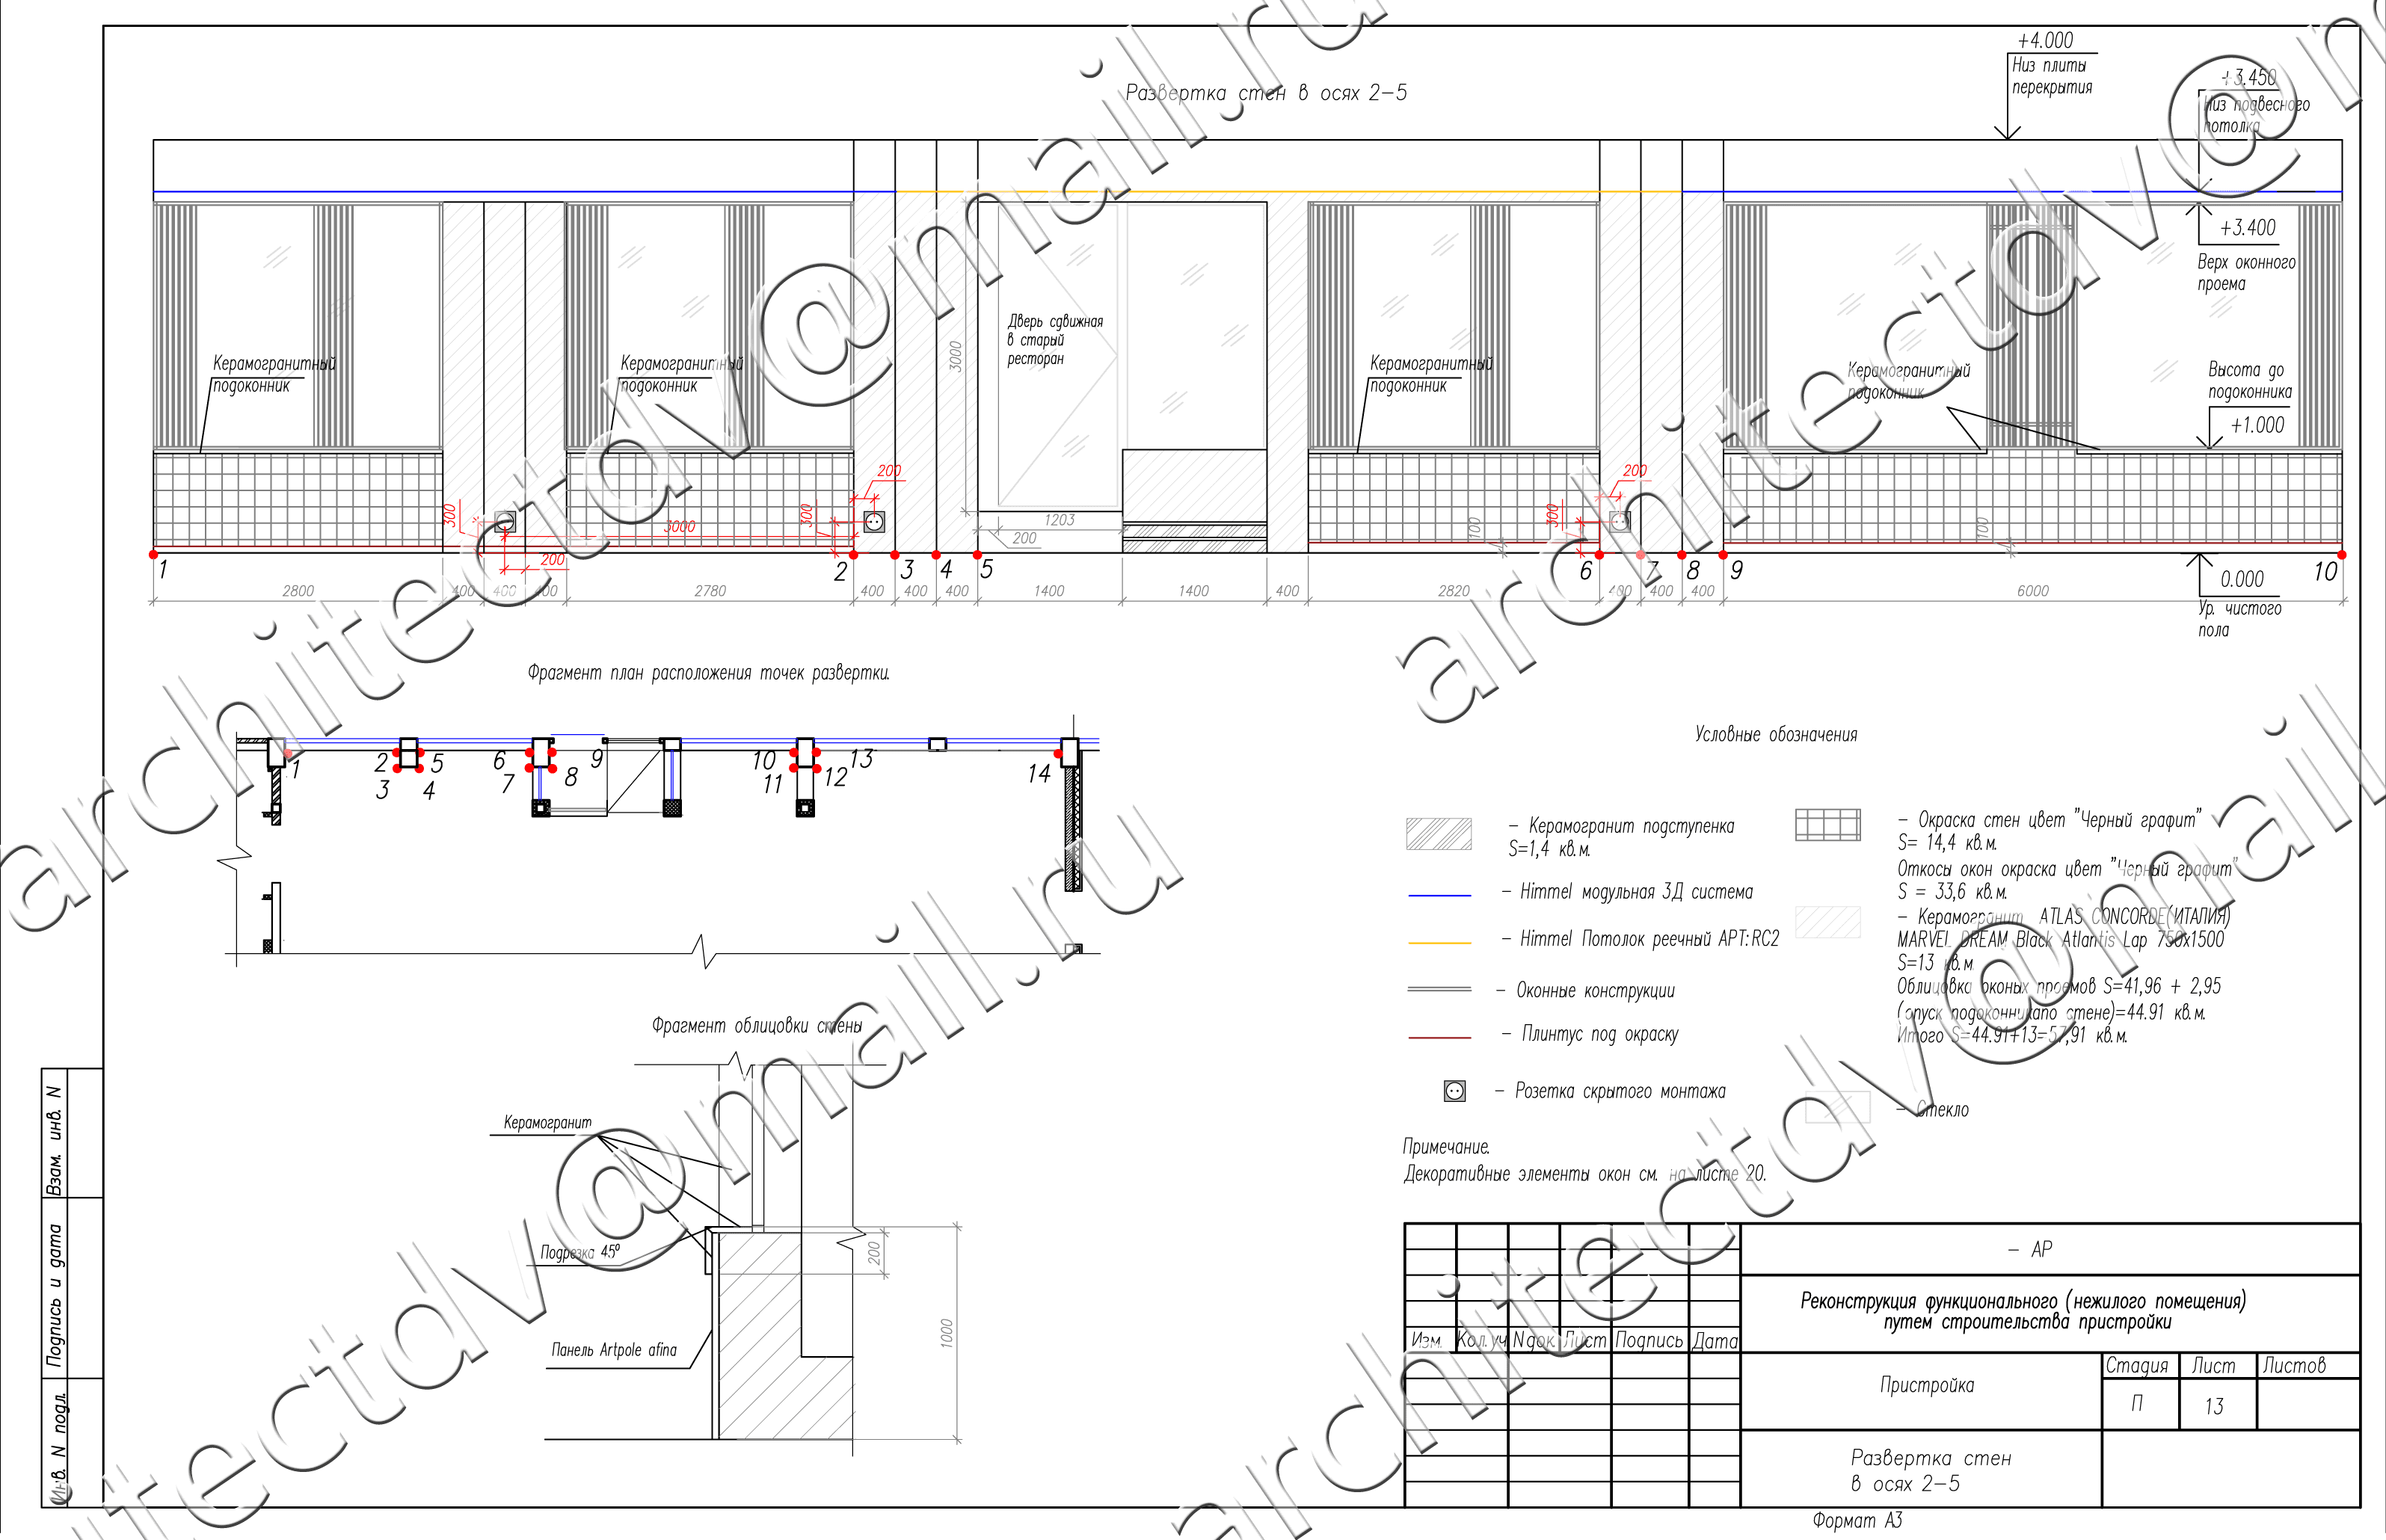 Развертка стен в осях 2-5
+4.000
Низ плиты
перекрытия
+3.450
Низ подвесного
потолка
+3.400
Верх оконного
проема
Высота до
подоконника
+1.000
0.000
Ур. чистого
пола
Керамогранитный
подоконник
Керамогранитный
подоконник
Дверь сдвижная
в старый
ресторан
Керамогранитный
подоконник
Керамогранитный
подоконник
3000
300
200
3000
300
200
1203
200
300
200
100
100
1 2 3 4 5 6 7 8 9 10
2800 400 400 400 2780 400 400 400 1400 1400 400 2820 400 400 400 6000
Фрагмент план расположения точек развертки.
1 2 5 6 9 10 13 14
3 4 7 8 11 12
Фрагмент облицовки стены
Керамогранит
Подрезка 45°
Панель Artpole afina
200
1000
Условные обозначения
- Керамогранит подступенка
S=1,4 кв.м.
- Himmel модульная 3Д система
- Himmel Потолок реечный АРТ:RC2
- Оконные конструкции
- Плинтус под окраску
- Розетка скрытого монтажа
- Окраска стен цвет "Черный графит"
S= 14,4 кв.м.
Откосы окон окраска цвет "Черный графит"
S = 33,6 кв.м.
- Керамогранит ATLAS CONCORDE(ИТАЛИЯ)
MARVEL DREAM Black Atlantis Lap 750x1500
S=13 кв.м
Облицовка оконых проемов S=41,96 + 2,95
(опуск подоконникапо стене)=44.91 кв.м.
Итого S=44.91+13=57,91 кв.м.
- Стекло
Примечание.
Декоративные элементы окон см. на листе 20.
- АР
Реконструкция функционального (нежилого помещения)
путем строительства пристройки
Изм. Кол.уч N док. Лист Подпись Дата
Пристройка
Стадия Лист Листов
П 13
Развертка стен
в осях 2-5
Формат А3
Взам. инв. N
Подпись и дата
Инв. N подл.
architectdv@mail.ru
architectdv@mail.ru
architectdv@mail
architectdv@m
itectdv@mail.ru